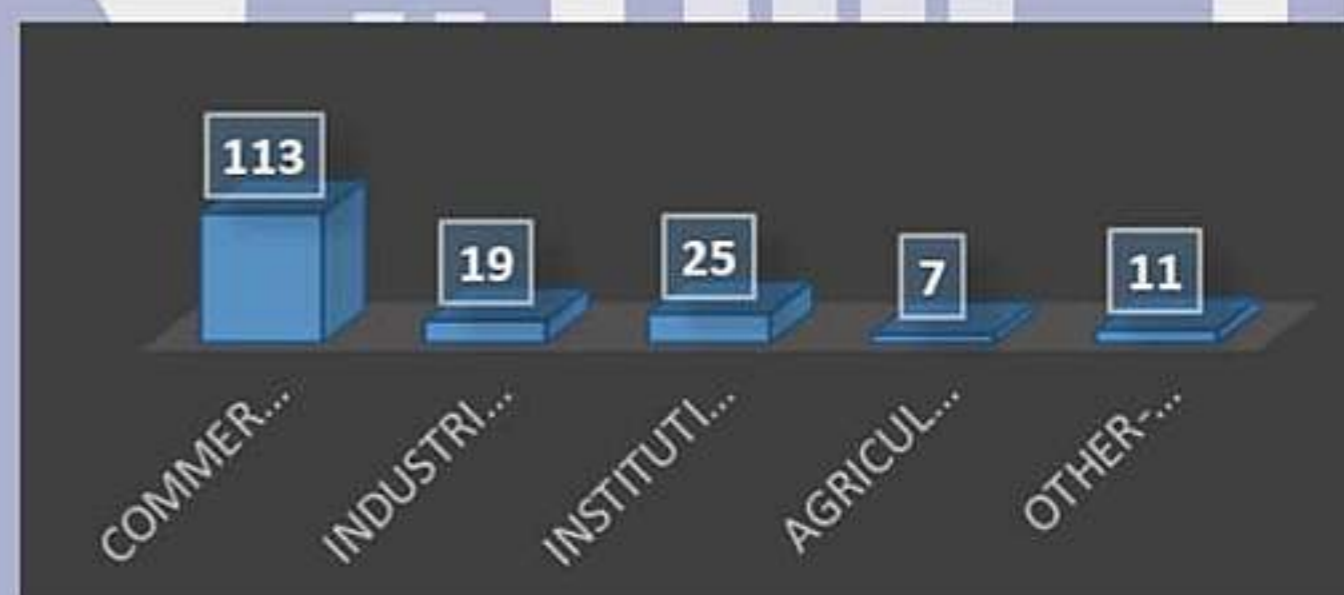 113
19
25
7
11
COMMER...
INDUSTRI...
INSTITUTI...
AGRICUL...
OTHER-...